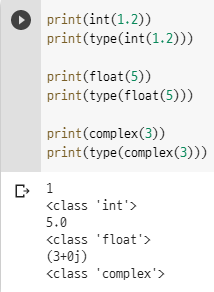 print(int(1.2))
print(type(int(1.2)))
print(float(5))
print(type(float(5)))
print(complex(3))
print(type(complex(3)))
1
<class 'int'>
5.0
<class 'float'>
(3+0j)
<class 'complex'>